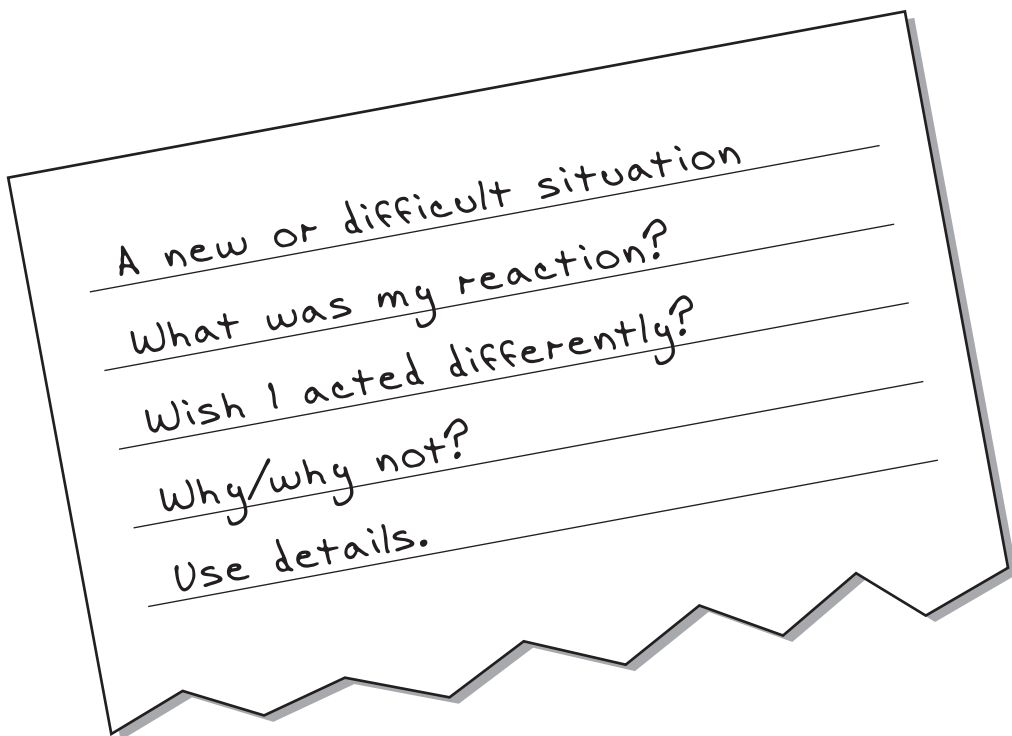 A new or difficult situation
What was my reaction?
Wish I acted differently?
Why/why not?
Use details.